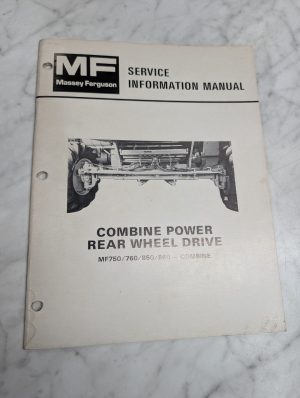 MF
Massey Ferguson
SERVICE
INFORMATION MANUAL
COMBINE POWER
REAR WHEEL DRIVE
MF750/760/850/860 — COMBINE